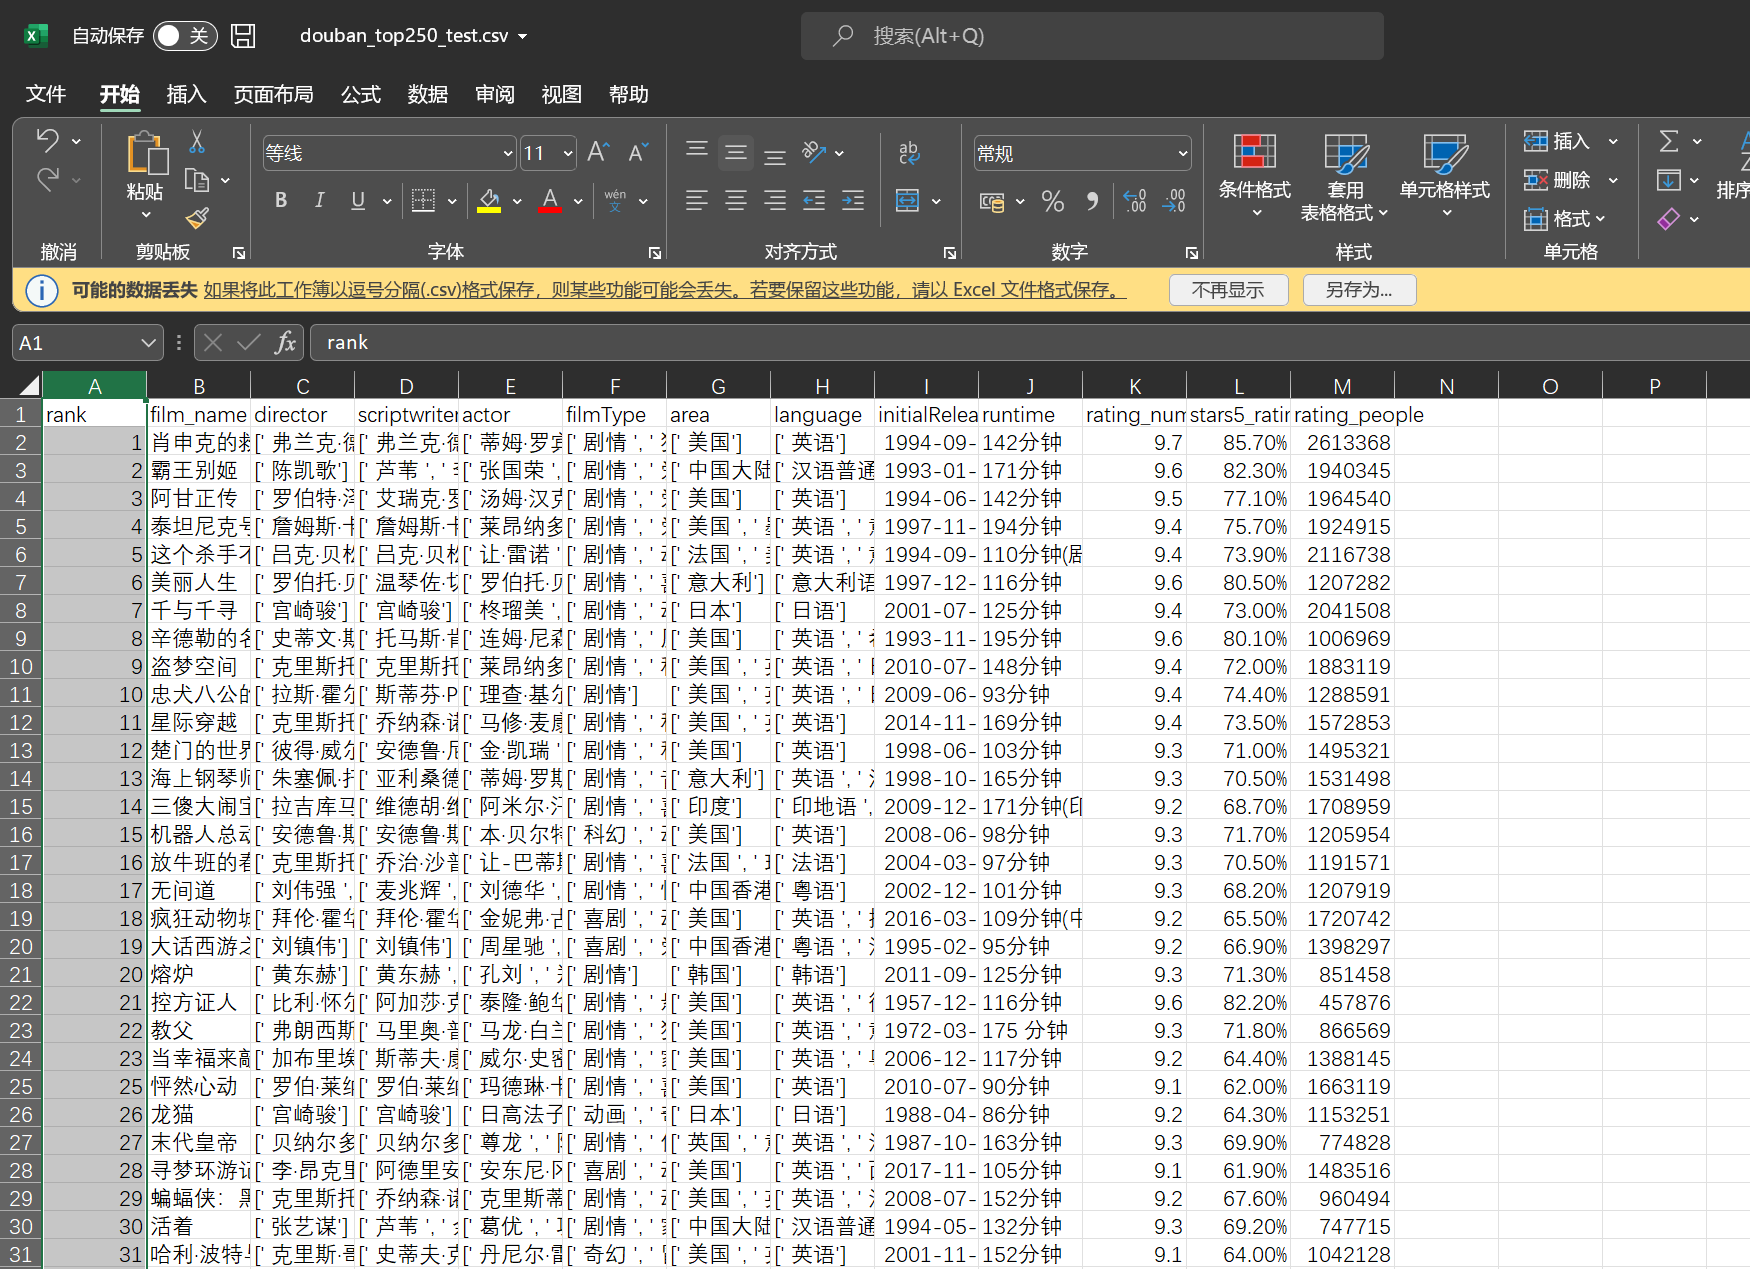 自动保存 关 douban_top250_test.csv 搜索(Alt+Q)
文件 开始 插入 页面布局 公式 数据 审阅 视图 帮助
粘贴 等线 11 常规 条件格式 套用 表格格式 单元格样式 插入 删除 格式
撤消 剪贴板 字体 对齐方式 数字 样式 单元格
可能的数据丢失 如果将此工作簿以逗号分隔(.csv)格式保存，则某些功能可能会丢失。若要保留这些功能，请以 Excel 文件格式保存。 不再显示 另存为...
A1 fx rank
A B C D E F G H I J K L M N O P
1 rank film_name director scriptwriter actor filmType area language initialRelea runtime rating_num stars5_ratin rating_people
2 1 肖申克的救 [' 弗兰克·德 [' 弗兰克·德 [' 蒂姆·罗宾 [' 剧情 ', ' [' 美国'] [' 英语'] 1994-09- 142分钟 9.7 85.70% 2613368
3 2 霸王别姬 [' 陈凯歌'] [' 芦苇 ', ' [' 张国荣 ', [' 剧情 ', ' [' 中国大陆 [' 汉语普通 1993-01- 171分钟 9.6 82.30% 1940345
4 3 阿甘正传 [' 罗伯特·泽 [' 艾瑞克·罗 [' 汤姆·汉克 [' 剧情 ', ' [' 美国'] [' 英语'] 1994-06- 142分钟 9.5 77.10% 1964540
5 4 泰坦尼克号 [' 詹姆斯·卡 [' 詹姆斯·卡 [' 莱昂纳多 [' 剧情 ', ' [' 美国 ', ' [' 英语 ', ' 1997-11- 194分钟 9.4 75.70% 1924915
6 5 这个杀手不 [' 吕克·贝松 [' 吕克·贝松 [' 让·雷诺 ' [' 剧情 ', ' [' 法国 ', ' [' 英语 ', ' 1994-09- 110分钟(剧 9.4 73.90% 2116738
7 6 美丽人生 [' 罗伯托·贝 [' 温琴佐·切 [' 罗伯托·贝 [' 剧情 ', ' [' 意大利'] [' 意大利语 1997-12- 116分钟 9.6 80.50% 1207282
8 7 千与千寻 [' 宫崎骏'] [' 宫崎骏'] [' 柊瑠美 ', [' 剧情 ', ' [' 日本'] [' 日语'] 2001-07- 125分钟 9.4 73.00% 2041508
9 8 辛德勒的名 [' 史蒂文·斯 [' 托马斯·肯 [' 连姆·尼森 [' 剧情 ', ' [' 美国'] [' 英语 ', ' 1993-11- 195分钟 9.6 80.10% 1006969
10 9 盗梦空间 [' 克里斯托 [' 克里斯托 [' 莱昂纳多 [' 剧情 ', ' [' 美国 ', ' [' 英语 ', ' 2010-07- 148分钟 9.4 72.00% 1883119
11 10 忠犬八公的 [' 拉斯·霍尔 [' 斯蒂芬·P [' 理查·基尔 [' 剧情'] [' 美国 ', ' [' 英语 ', ' 2009-06- 93分钟 9.4 74.40% 1288591
12 11 星际穿越 [' 克里斯托 [' 乔纳森·诺 [' 马修·麦康 [' 剧情 ', ' [' 美国 ', ' [' 英语'] 2014-11- 169分钟 9.4 73.50% 1572853
13 12 楚门的世界 [' 彼得·威尔 [' 安德鲁·尼 [' 金·凯瑞 ' [' 剧情 ', ' [' 美国'] [' 英语'] 1998-06- 103分钟 9.3 71.00% 1495321
14 13 海上钢琴师 [' 朱塞佩·托 [' 亚利桑德 [' 蒂姆·罗斯 [' 剧情 ', ' [' 意大利'] [' 英语 ', ' 1998-10- 165分钟 9.3 70.50% 1531498
15 14 三傻大闹宝 [' 拉吉库马 [' 维德胡·维 [' 阿米尔·汗 [' 剧情 ', ' [' 印度'] [' 印地语 ', 2009-12- 171分钟(印 9.2 68.70% 1708959
16 15 机器人总动 [' 安德鲁·斯 [' 安德鲁·斯 [' 本·贝尔特 [' 科幻 ', ' [' 美国'] [' 英语'] 2008-06- 98分钟 9.3 71.70% 1205954
17 16 放牛班的春 [' 克里斯托 [' 乔治·沙普 [' 让-巴蒂斯 [' 剧情 ', ' [' 法国 ', ' [' 法语'] 2004-03- 97分钟 9.3 70.50% 1191571
18 17 无间道 [' 刘伟强 ', [' 麦兆辉 ', [' 刘德华 ', [' 剧情 ', ' [' 中国香港 [' 粤语'] 2002-12- 101分钟 9.3 68.20% 1207919
19 18 疯狂动物城 [' 拜伦·霍华 [' 拜伦·霍华 [' 金妮弗·古 [' 喜剧 ', ' [' 美国'] [' 英语 ', ' 2016-03- 109分钟(中 9.2 65.50% 1720742
20 19 大话西游之 [' 刘镇伟'] [' 刘镇伟'] [' 周星驰 ', [' 喜剧 ', ' [' 中国香港 [' 粤语 ', ' 1995-02- 95分钟 9.2 66.90% 1398297
21 20 熔炉 [' 黄东赫'] [' 黄东赫 ', [' 孔刘 ', ' [' 剧情'] [' 韩国'] [' 韩语'] 2011-09- 125分钟 9.3 71.30% 851458
22 21 控方证人 [' 比利·怀尔 [' 阿加莎·克 [' 泰隆·鲍华 [' 剧情 ', ' [' 美国'] [' 英语 ', ' 1957-12- 116分钟 9.6 82.20% 457876
23 22 教父 [' 弗朗西斯 [' 马里奥·普 [' 马龙·白兰 [' 剧情 ', ' [' 美国'] [' 英语 ', ' 1972-03- 175 分钟 9.3 71.80% 866569
24 23 当幸福来敲 [' 加布里埃 [' 斯蒂夫·康 [' 威尔·史密 [' 剧情 ', ' [' 美国'] [' 英语 ', ' 2006-12- 117分钟 9.2 64.40% 1388145
25 25 怦然心动 [' 罗伯·莱纳 [' 罗伯·莱纳 [' 玛德琳·卡 [' 剧情 ', ' [' 美国'] [' 英语'] 2010-07- 90分钟 9.1 62.00% 1663119
26 26 龙猫 [' 宫崎骏'] [' 宫崎骏'] [' 日高法子 [' 动画 ', ' [' 日本'] [' 日语'] 1988-04- 86分钟 9.2 64.30% 1153251
27 27 末代皇帝 [' 贝纳尔多 [' 贝纳尔多 [' 尊龙 ', ' [' 剧情 ', ' [' 英国 ', ' [' 英语 ', ' 1987-10- 163分钟 9.3 69.90% 774828
28 28 寻梦环游记 [' 李·昂克里 [' 阿德里安 [' 安东尼·冈 [' 喜剧 ', ' [' 美国'] [' 英语 ', ' 2017-11- 105分钟 9.1 61.90% 1483516
29 29 蝙蝠侠：黑 [' 克里斯托 [' 乔纳森·诺 [' 克里斯蒂 [' 剧情 ', ' [' 美国 ', ' [' 英语 ', ' 2008-07- 152分钟 9.2 67.60% 960494
30 30 活着 [' 张艺谋'] [' 芦苇 ', ' [' 葛优 ', ' [' 剧情 ', ' [' 中国大陆 [' 汉语普通 1994-05- 132分钟 9.3 69.20% 747715
31 31 哈利·波特与 [' 克里斯·哥 [' 史蒂夫·克 [' 丹尼尔·雷 [' 奇幻 ', ' [' 美国 ', ' [' 英语'] 2001-11- 152分钟 9.1 64.00% 1042128